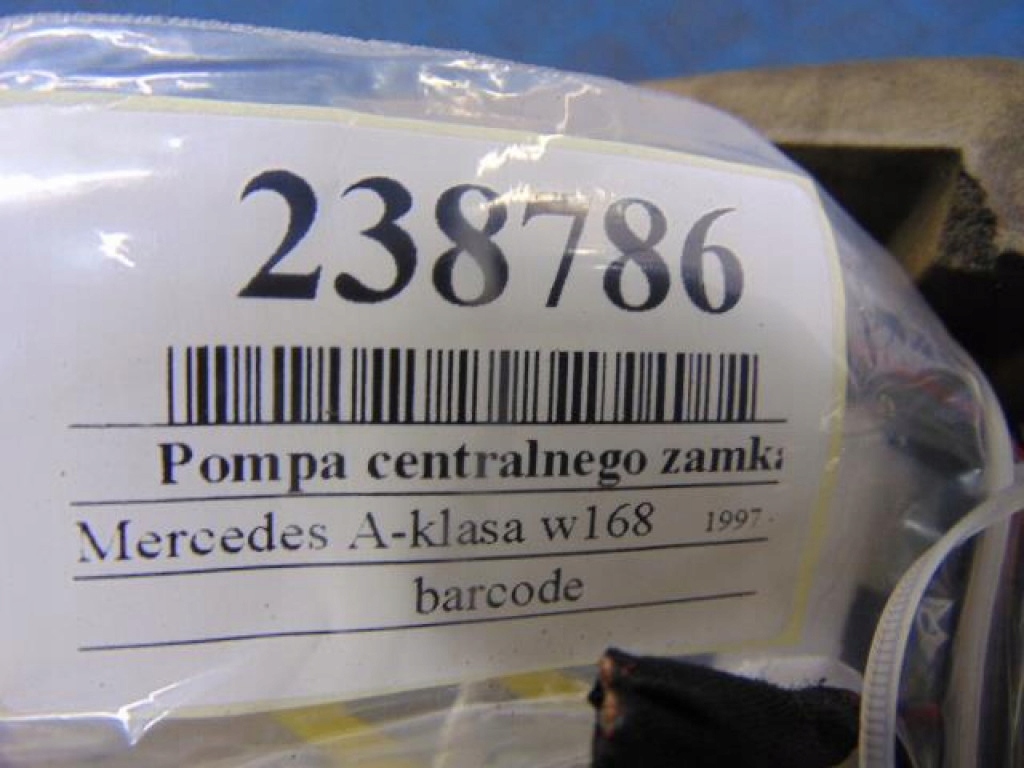 238786
Pompa centralnego zamka
Mercedes A-klasa w168 1997 -
barcode